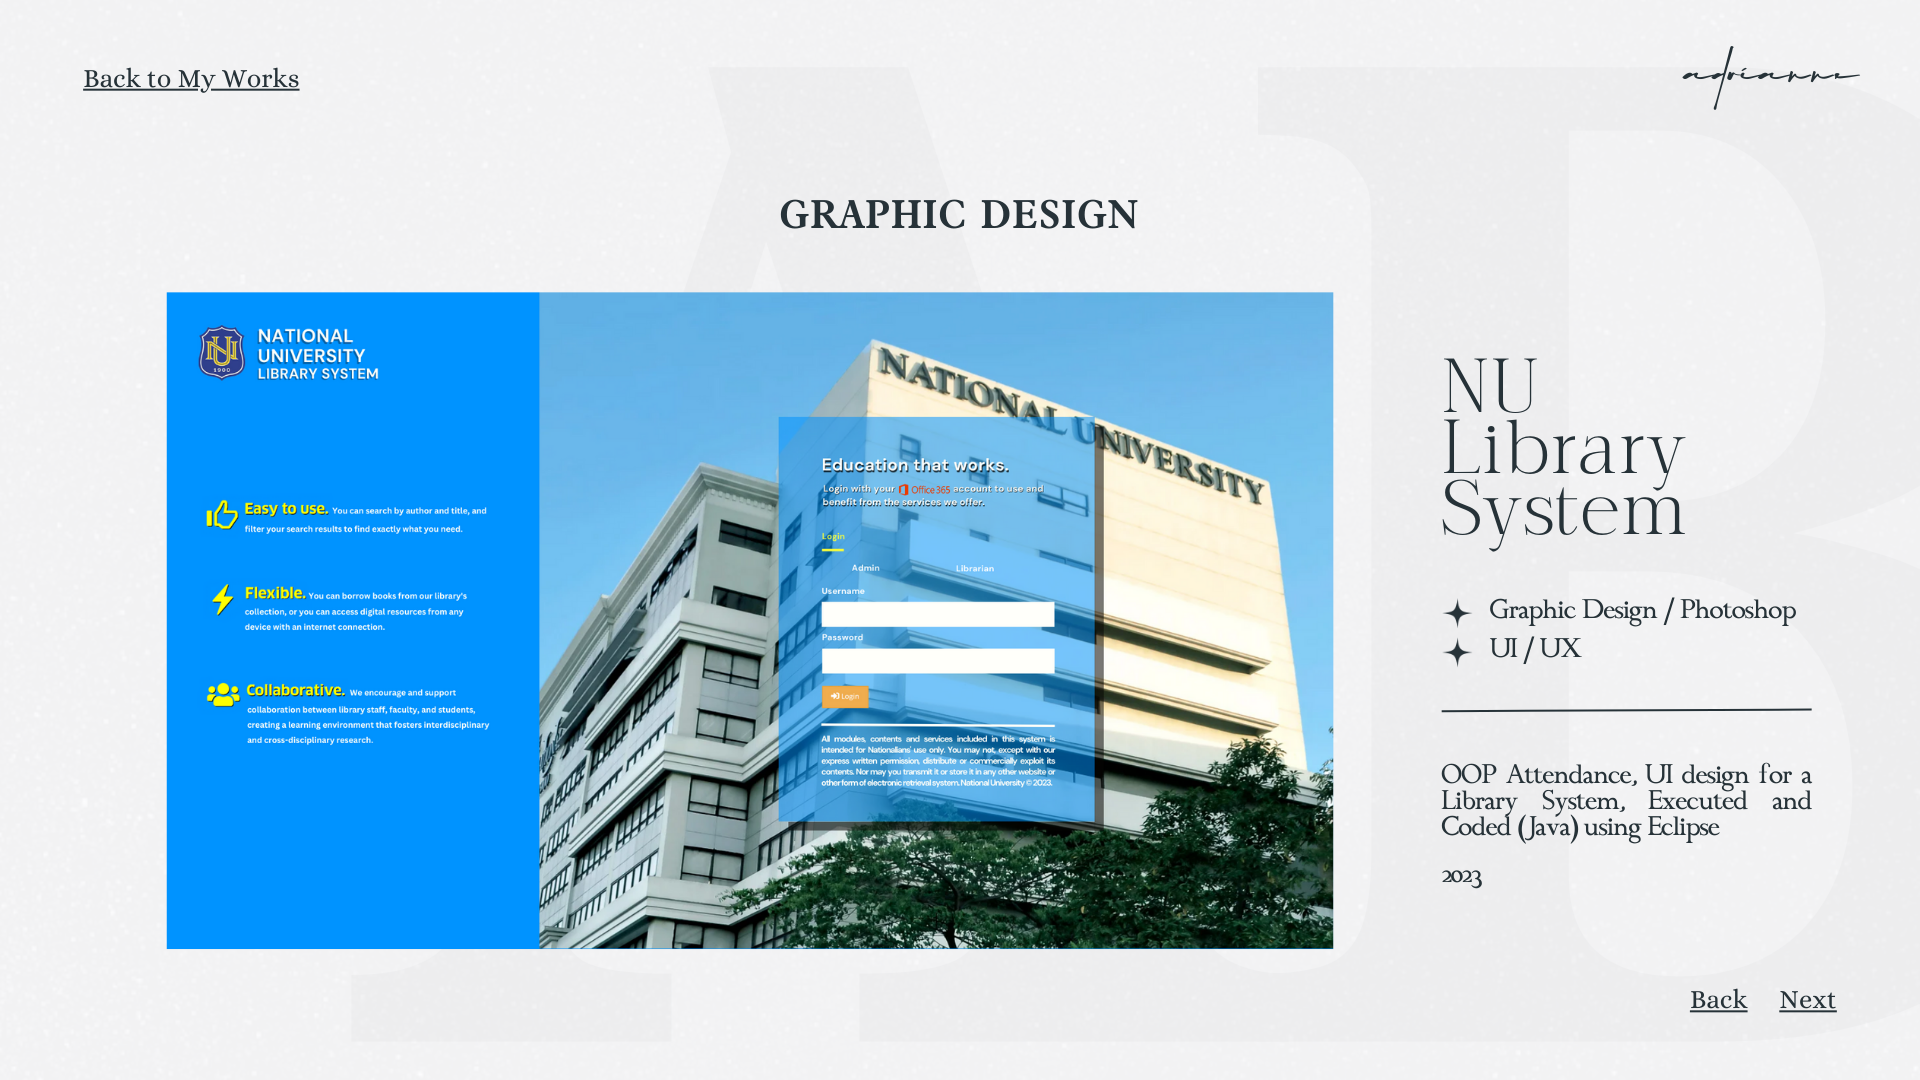 Back to My Works
adrianne
GRAPHIC DESIGN
NATIONAL
UNIVERSITY
LIBRARY SYSTEM
NU
1900
Easy to use. You can search by author and title, and
filter your search results to find exactly what you need.
Flexible. You can borrow books from our library's
collection, or you can access digital resources from any
device with an internet connection.
Collaborative. We encourage and support
collaboration between library staff, faculty, and students,
creating a learning environment that fosters interdisciplinary
and cross-disciplinary research.
NATIONAL UNIVERSITY
Education that works.
Login with your Office 365 account to use and
benefit from the services we offer.
Login
Admin Librarian
Username
Password
Login
All modules, contents and services included in this system is
intended for Nationalians' use only. You may not, except with our
express written permission, distribute or commercially exploit its
contents. Nor may you transmit it or store it in any other website or
other form of electronic retrieval system. National University © 2023.
NU
Library
System
Graphic Design / Photoshop
UI / UX
OOP Attendance, UI design for a
Library System, Executed and
Coded (Java) using Eclipse
2023
Back Next